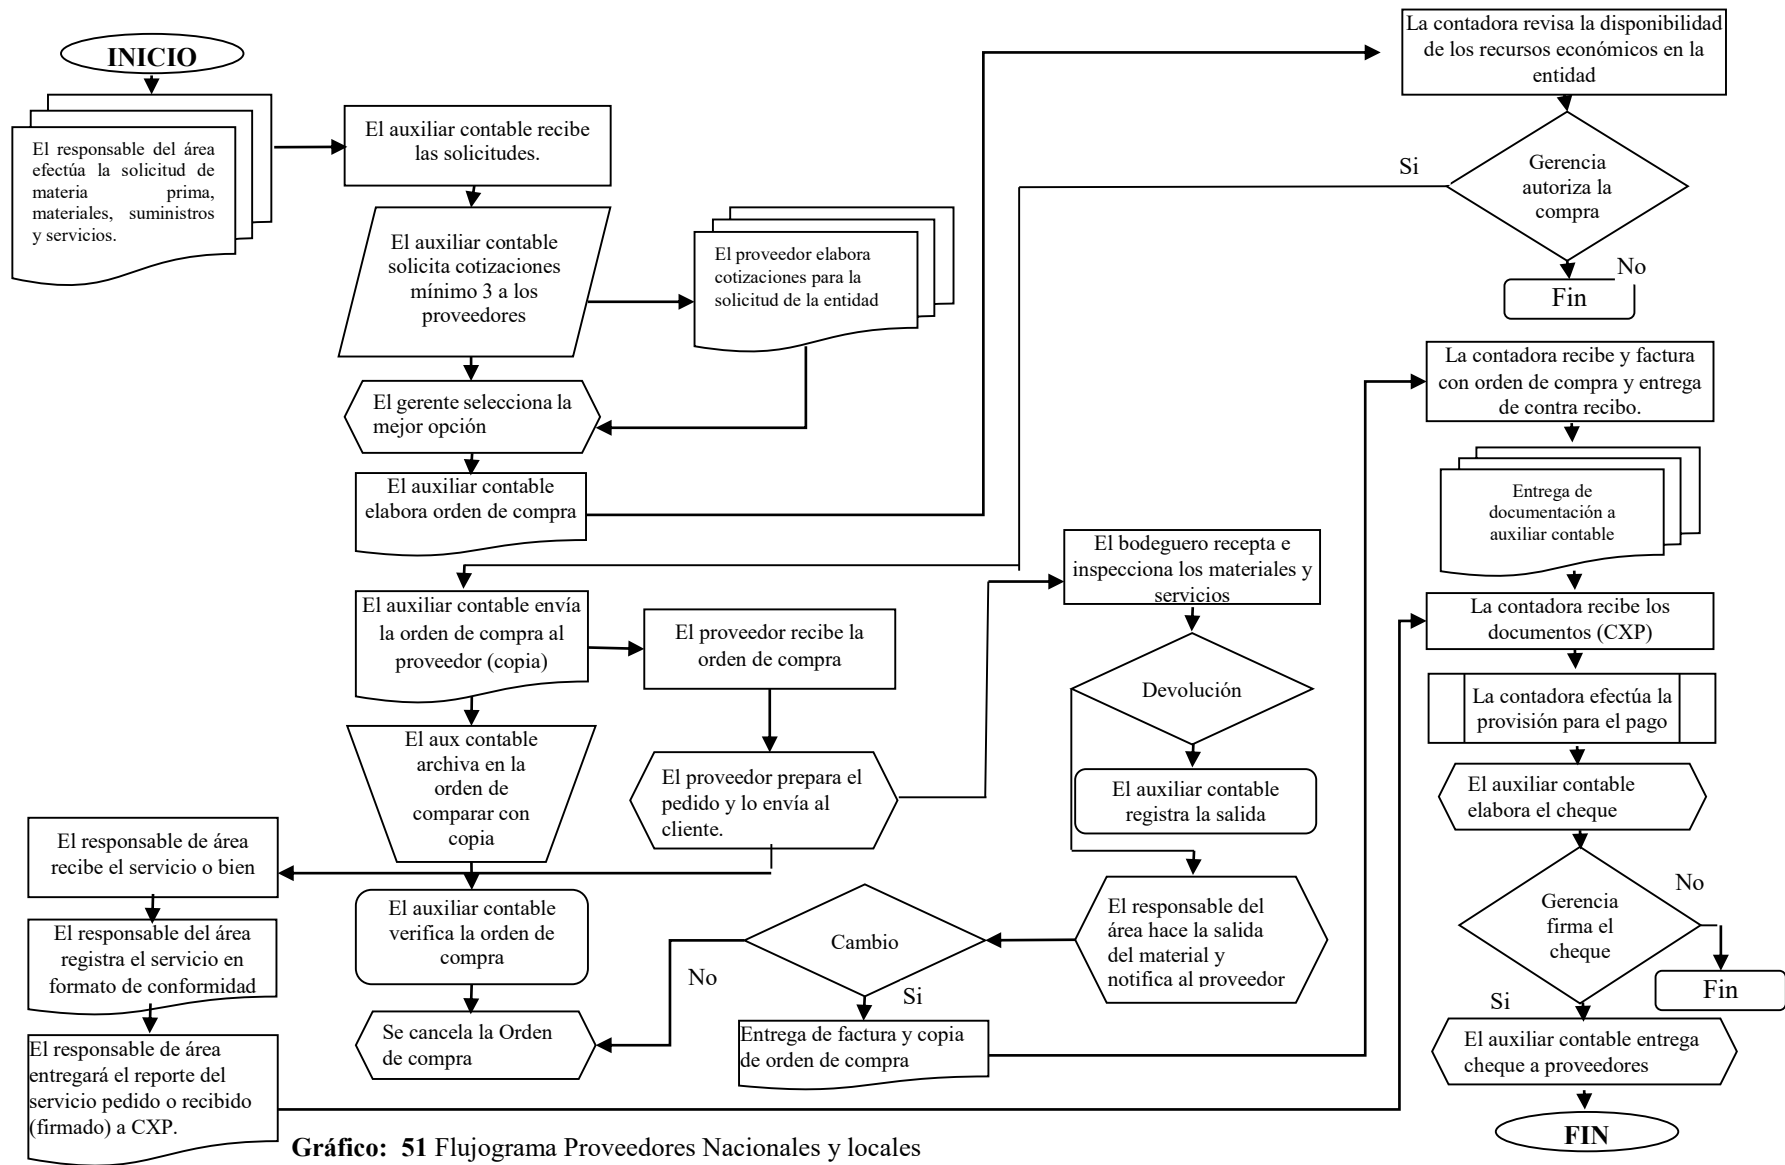 INICIO
El responsable del área
efectúa la solicitud de
materia prima,
materiales, suministros
y servicios.
El auxiliar contable recibe
las solicitudes.
El auxiliar contable
solicita cotizaciones
mínimo 3 a los
proveedores
El proveedor elabora
cotizaciones para la
solicitud de la entidad
El gerente selecciona la
mejor opción
El auxiliar contable
elabora orden de compra
La contadora revisa la disponibilidad
de los recursos económicos en la
entidad
Gerencia
autoriza la
compra
Si
No
Fin
El auxiliar contable envía
la orden de compra al
proveedor (copia)
El proveedor recibe la
orden de compra
El aux contable
archiva en la
orden de
comparar con
copia
El proveedor prepara el
pedido y lo envía al
cliente.
El bodeguero recepta e
inspecciona los materiales y
servicios
Devolución
El auxiliar contable
registra la salida
El responsable del
área hace la salida
del material y
notifica al proveedor
Cambio
No
Si
El responsable de área
recibe el servicio o bien
El responsable del área
registra el servicio en
formato de conformidad
El responsable de área
entregará el reporte del
servicio pedido o recibido
(firmado) a CXP.
El auxiliar contable
verifica la orden de
compra
Se cancela la Orden
de compra
Entrega de factura y copia
de orden de compra
La contadora recibe y factura
con orden de compra y entrega
de contra recibo.
Entrega de
documentación a
auxiliar contable
La contadora recibe los
documentos (CXP)
La contadora efectúa la
provisión para el pago
El auxiliar contable
elabora el cheque
Gerencia
firma el
cheque
No
Fin
Si
El auxiliar contable entrega
cheque a proveedores
FIN
Gráfico: 51 Flujograma Proveedores Nacionales y locales